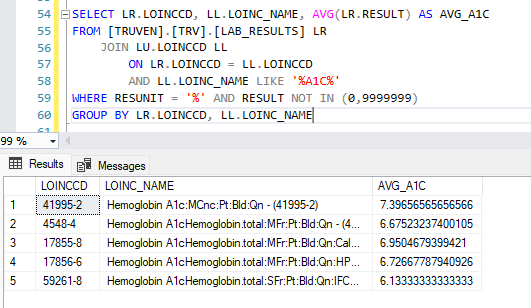 54 SELECT LR.LOINCCD, LL.LOINC_NAME, AVG(LR.RESULT) AS AVG_A1C
55 FROM [TRUVEN].[TRV].[LAB_RESULTS] LR
56 JOIN LU.LOINCCD LL
57 ON LR.LOINCCD = LL.LOINCCD
58 AND LL.LOINC_NAME LIKE '%A1C%'
59 WHERE RESUNIT = '%' AND RESULT NOT IN (0,9999999)
60 GROUP BY LR.LOINCCD, LL.LOINC_NAME
99 %
Results Messages
LOINCCD LOINC_NAME AVG_A1C
1 41995-2 Hemoglobin A1c:MCnc:Pt:Bld:Qn - (41995-2) 7.39656565656566
2 4548-4 Hemoglobin A1cHemoglobin.total:MFr:Pt:Bld:Qn - (4... 6.67523237400105
3 17855-8 Hemoglobin A1cHemoglobin.total:MFr:Pt:Bld:Qn:Cal... 6.9504679399421
4 17856-6 Hemoglobin A1cHemoglobin.total:MFr:Pt:Bld:Qn:HP... 6.72667787940926
5 59261-8 Hemoglobin A1cHemoglobin.total:SFr:Pt:Bld:Qn:IFC... 6.13333333333333